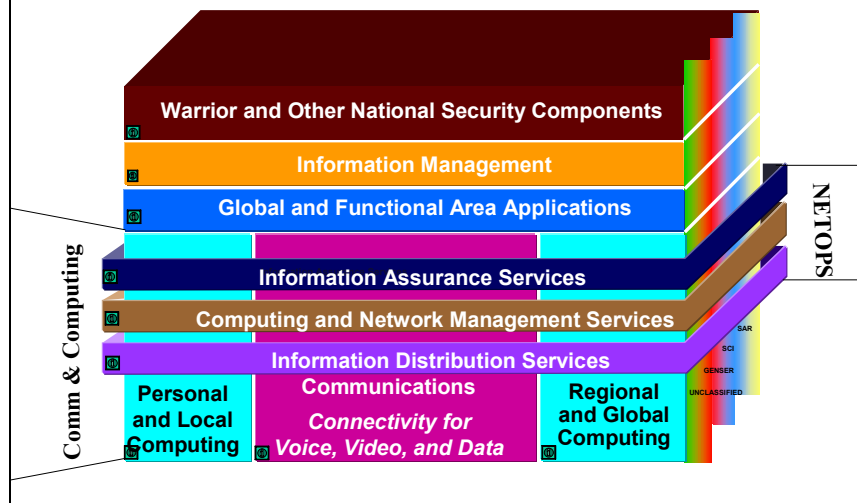 Warrior and Other National Security Components
Information Management
Global and Functional Area Applications
Information Assurance Services
Computing and Network Management Services
Information Distribution Services
Communications
Connectivity for
Voice, Video, and Data
Personal
and Local
Computing
Regional
and Global
Computing
Comm & Computing
NETOPS
SAR
SCI
GENSER
UNCLASSIFIED